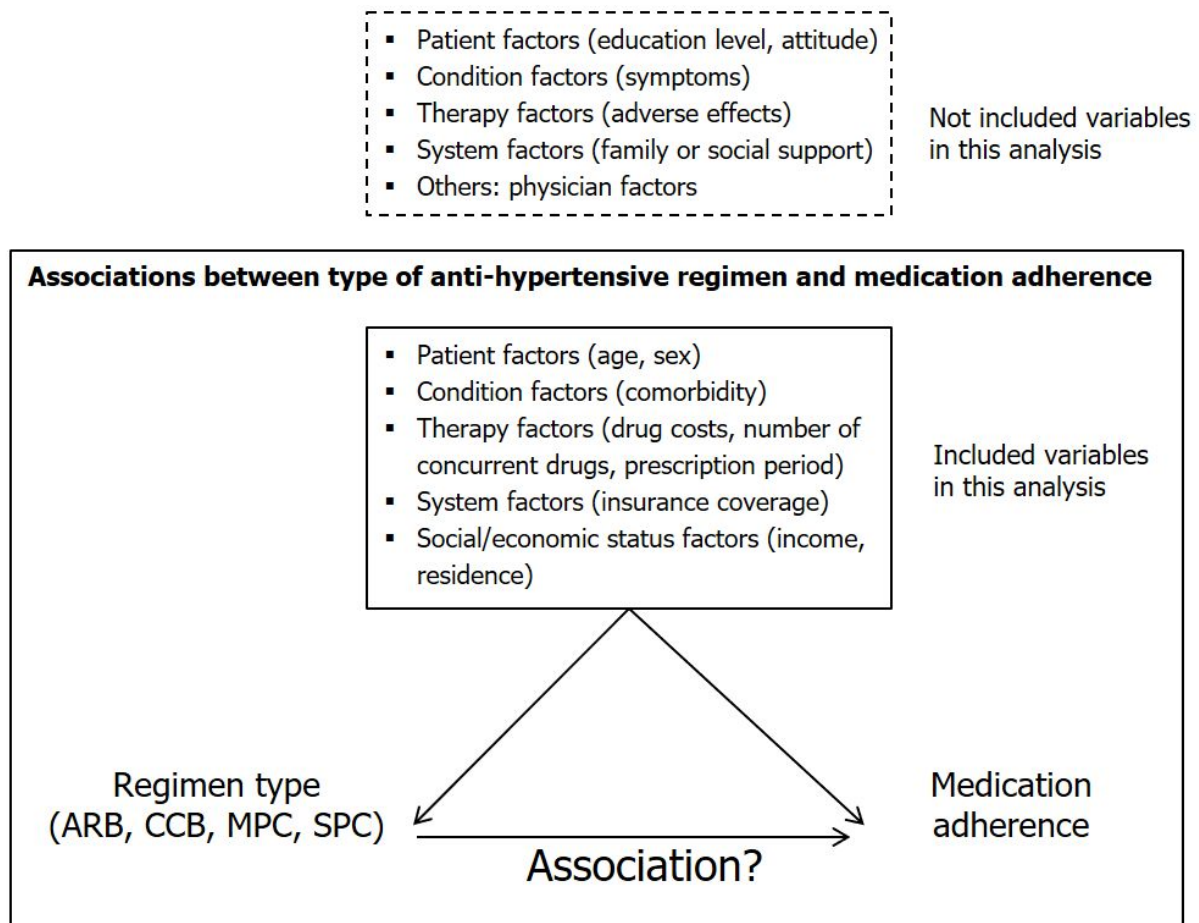 ▪ Patient factors (education level, attitude)
▪ Condition factors (symptoms)
▪ Therapy factors (adverse effects)
▪ System factors (family or social support)
▪ Others: physician factors
Not included variables
in this analysis
Associations between type of anti-hypertensive regimen and medication adherence
▪ Patient factors (age, sex)
▪ Condition factors (comorbidity)
▪ Therapy factors (drug costs, number of
concurrent drugs, prescription period)
▪ System factors (insurance coverage)
▪ Social/economic status factors (income,
residence)
Included variables
in this analysis
Regimen type
(ARB, CCB, MPC, SPC)
Medication
adherence
Association?